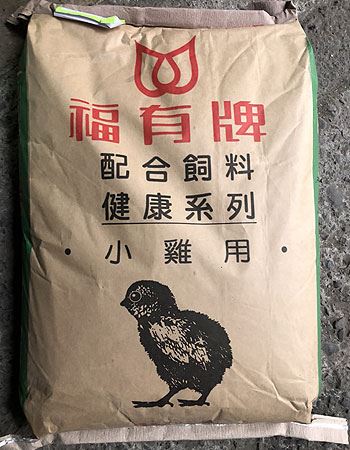 福有牌
配合飼料
健康系列
·小雞用·